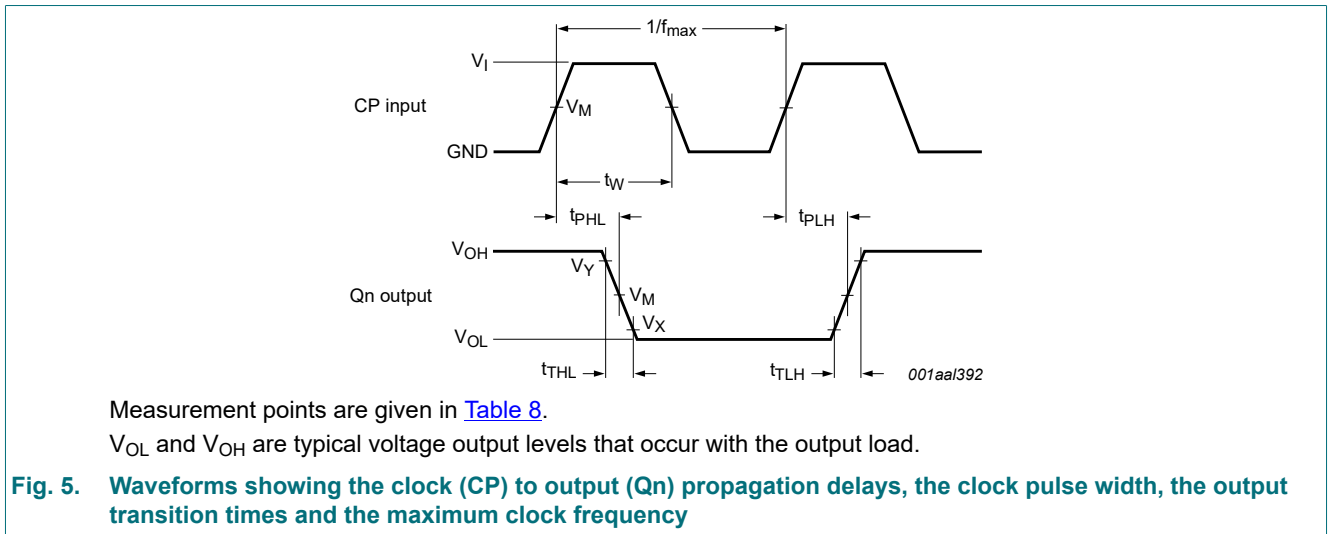 1/fmax
VI
CP input
VM
GND
tW
tPHL
tPLH
VOH
VY
Qn output
VM
VX
VOL
tTHL
tTLH
001aal392
Measurement points are given in Table 8.
VOL and VOH are typical voltage output levels that occur with the output load.
Fig. 5. Waveforms showing the clock (CP) to output (Qn) propagation delays, the clock pulse width, the output
transition times and the maximum clock frequency